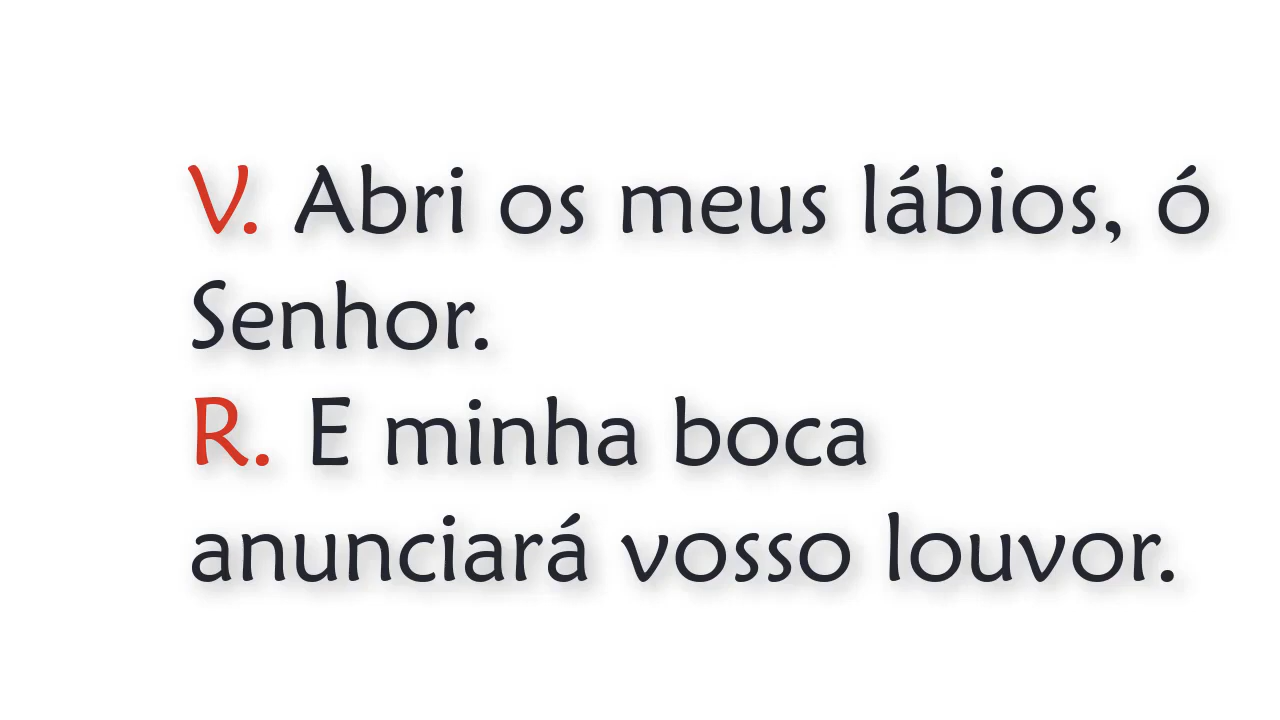 V. Abri os meus lábios, ó
Senhor.
R. E minha boca
anunciará vosso louvor.